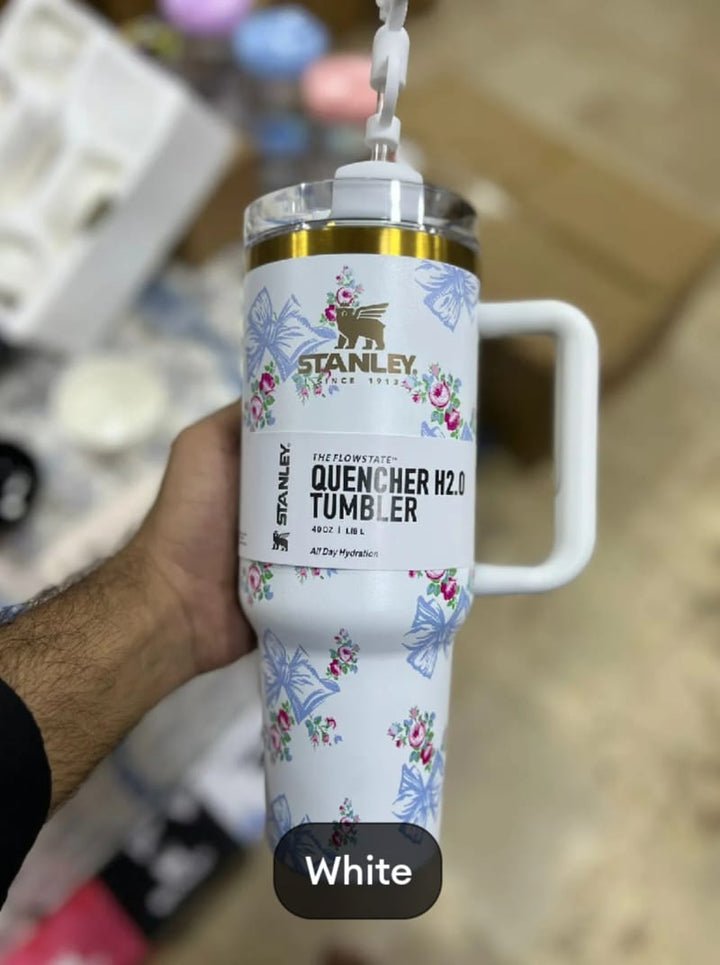 STANLEY.
SINCE 1913
STANLEY
THE FLOWSTATE™
QUENCHER H2.0
TUMBLER
40 OZ | 1.18 L
All Day Hydration
White